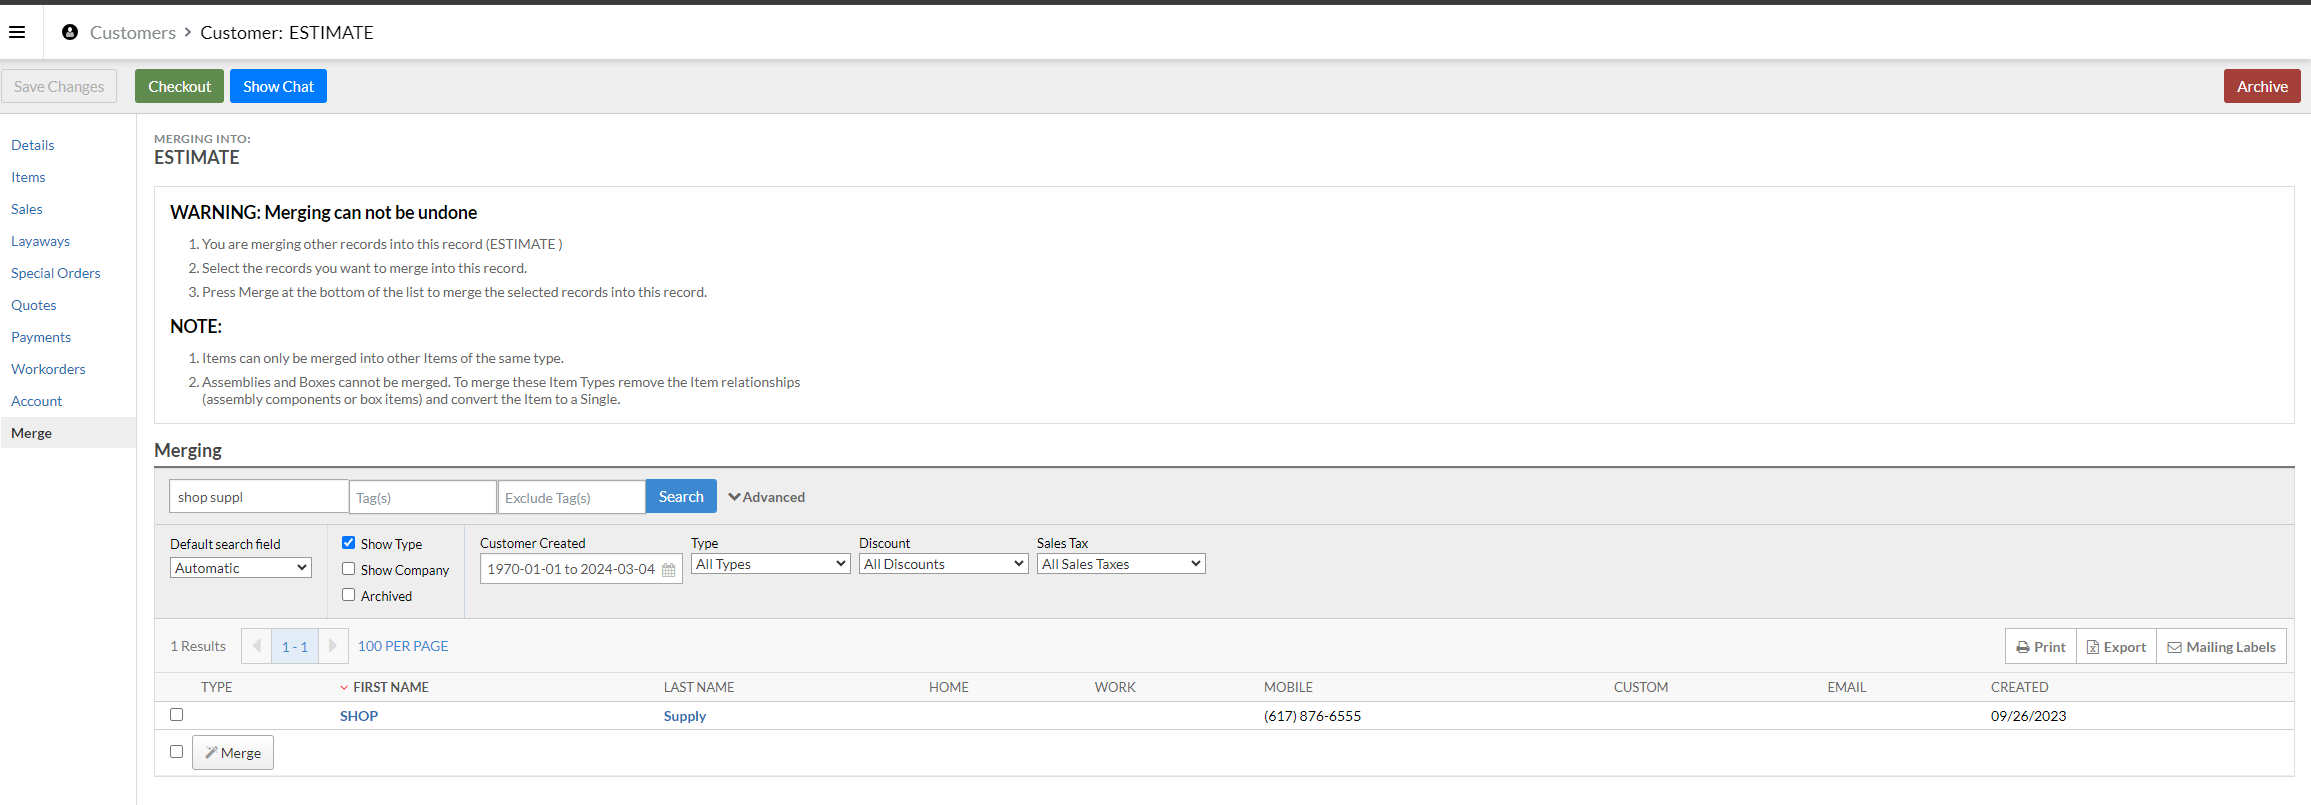 Customers > Customer: ESTIMATE
Save Changes Checkout Show Chat Archive
Details
Items
Sales
Layaways
Special Orders
Quotes
Payments
Workorders
Account
Merge
MERGING INTO:
ESTIMATE
WARNING: Merging can not be undone
1. You are merging other records into this record (ESTIMATE )
2. Select the records you want to merge into this record.
3. Press Merge at the bottom of the list to merge the selected records into this record.
NOTE:
1. Items can only be merged into other Items of the same type.
2. Assemblies and Boxes cannot be merged. To merge these Item Types remove the Item relationships
(assembly components or box items) and convert the Item to a Single.
Merging
shop suppl Tag(s) Exclude Tag(s) Search Advanced
Default search field
Automatic
Show Type
Show Company
Archived
Customer Created
1970-01-01 to 2024-03-04
Type
All Types
Discount
All Discounts
Sales Tax
All Sales Taxes
1 Results 1 - 1 100 PER PAGE Print Export Mailing Labels
TYPE FIRST NAME LAST NAME HOME WORK MOBILE CUSTOM EMAIL CREATED
SHOP Supply (617) 876-6555 09/26/2023
Merge